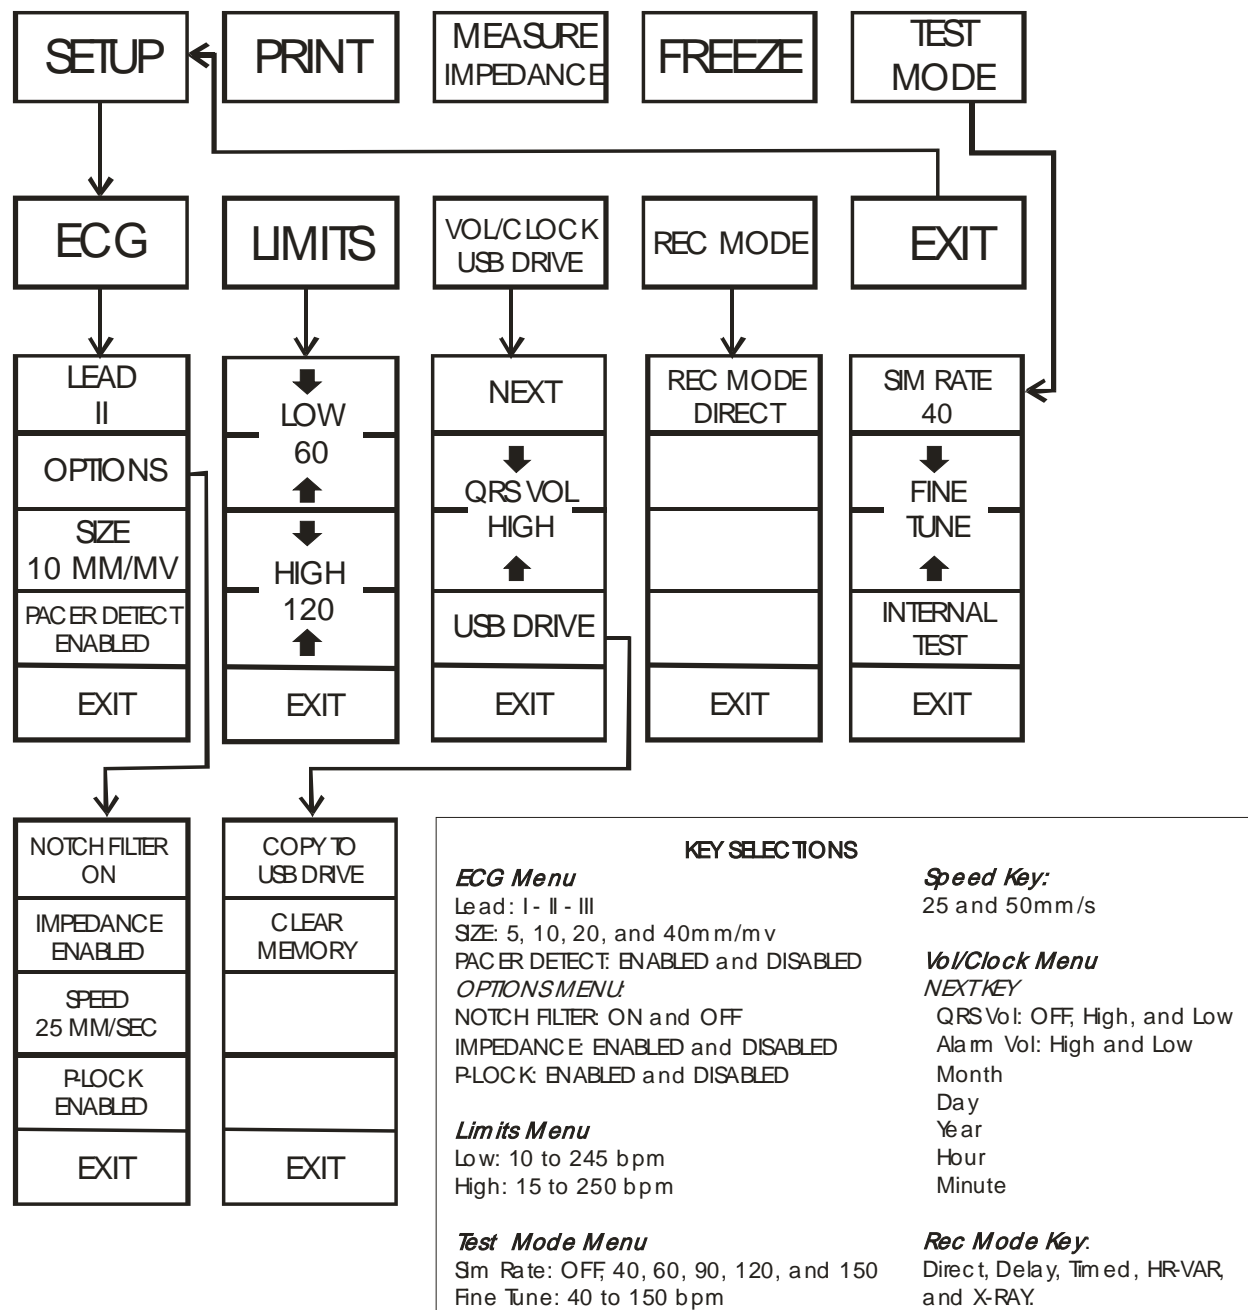 SETUP
PRINT
MEASURE
IMPEDANCE
FREEZE
TEST
MODE
ECG
LIMITS
VOL/CLOCK
USB DRIVE
REC MODE
EXIT
LEAD
II
OPTIONS
SIZE
10 MM/MV
PACER DETECT
ENABLED
EXIT
LOW
60
HIGH
120
EXIT
NEXT
QRS VOL
HIGH
USB DRIVE
EXIT
REC MODE
DIRECT
EXIT
SIM RATE
40
FINE
TUNE
INTERNAL
TEST
EXIT
NOTCH FILTER
ON
IMPEDANCE
ENABLED
SPEED
25 MM/SEC
P-LOCK
ENABLED
EXIT
COPY TO
USB DRIVE
CLEAR
MEMORY
EXIT
KEY SELECTIONS
ECG Menu
Lead: I - II - III
SIZE: 5, 10, 20, and 40mm/mv
PACER DETECT: ENABLED and DISABLED
OPTIONS MENU:
NOTCH FILTER: ON and OFF
IMPEDANCE: ENABLED and DISABLED
P-LOCK: ENABLED and DISABLED
Limits Menu
Low: 10 to 245 bpm
High: 15 to 250 bpm
Test Mode Menu
Sim Rate: OFF, 40, 60, 90, 120, and 150
Fine Tune: 40 to 150 bpm
Speed Key:
25 and 50mm/s
Vol/Clock Menu
NEXT KEY
QRS Vol: OFF, High, and Low
Alarm Vol: High and Low
Month
Day
Year
Hour
Minute
Rec Mode Key:
Direct, Delay, Timed, HR-VAR,
and X-RAY.